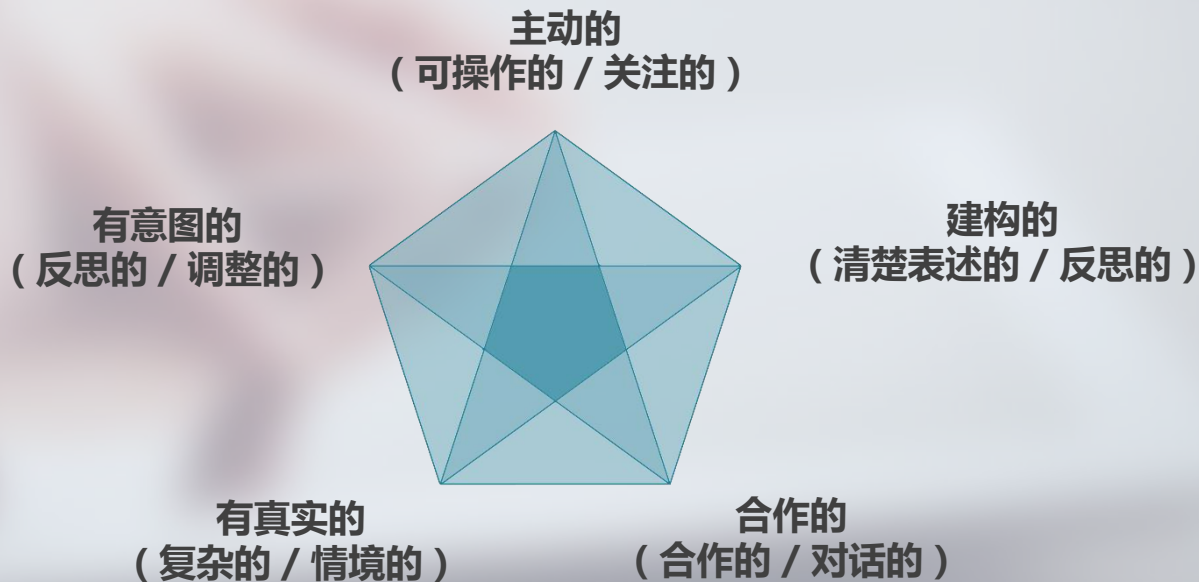 主动的
（可操作的 / 关注的）
有意图的
（反思的 / 调整的）
建构的
（清楚表述的 / 反思的）
有真实的
（复杂的 / 情境的）
合作的
（合作的 / 对话的）